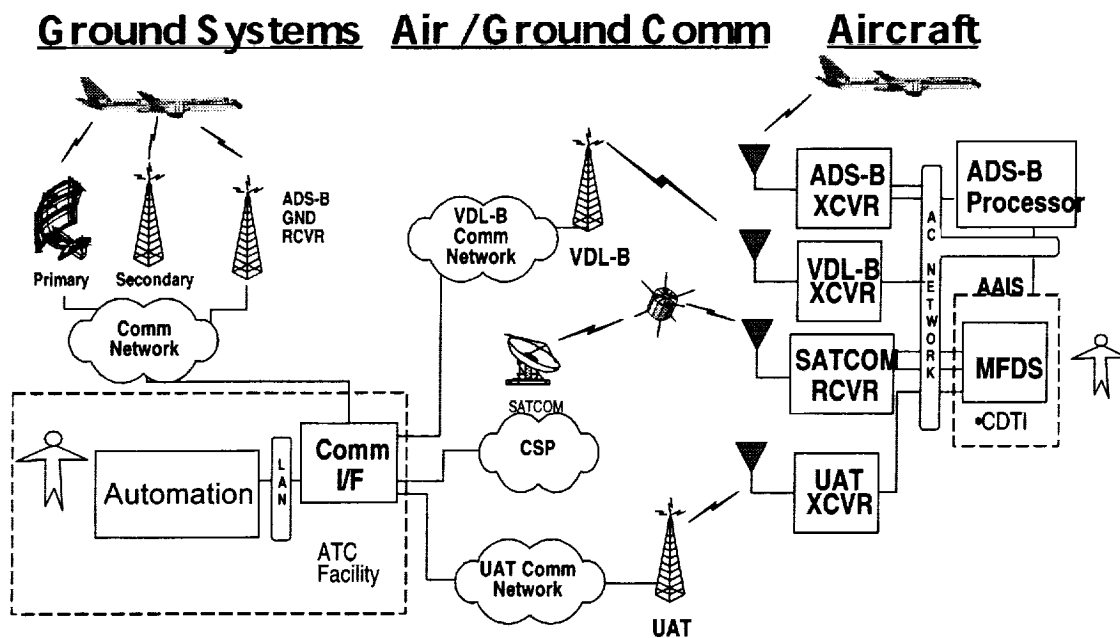 Ground Systems Air / Ground Comm Aircraft
ADS-B
GND
RCVR
Primary
Secondary
Comm
Network
VDL-B
Comm
Network
VDL-B
SATCOM
CSP
Automation
LAN
Comm
I/F
ATC
Facility
UAT Comm
Network
UAT
ADS-B
XCVR
VDL-B
XCVR
SATCOM
RCVR
UAT
XCVR
AC NETWORK
ADS-B
Processor
AAIS
MFDS
•CDTI